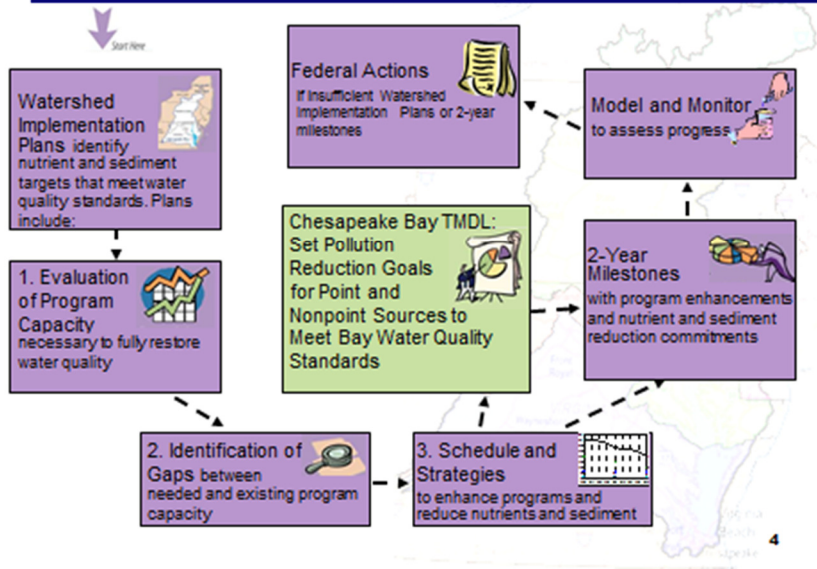 Start Here
Watershed
Implementation
Plans identify
nutrient and sediment
targets that meet water
quality standards. Plans
include:
1. Evaluation
of Program
Capacity
necessary to fully restore
water quality
2. Identification of
Gaps between
needed and existing program
capacity
3. Schedule and
Strategies
to enhance programs and
reduce nutrients and sediment
Chesapeake Bay TMDL:
Set Pollution
Reduction Goals
for Point and
Nonpoint Sources to
Meet Bay Water Quality
Standards
2-Year
Milestones
with program enhancements
and nutrient and sediment
reduction commitments
Model and Monitor
to assess progress
Federal Actions
If Insufficient Watershed
Implementation Plans or 2-year
milestones
Virginia
Beach
4